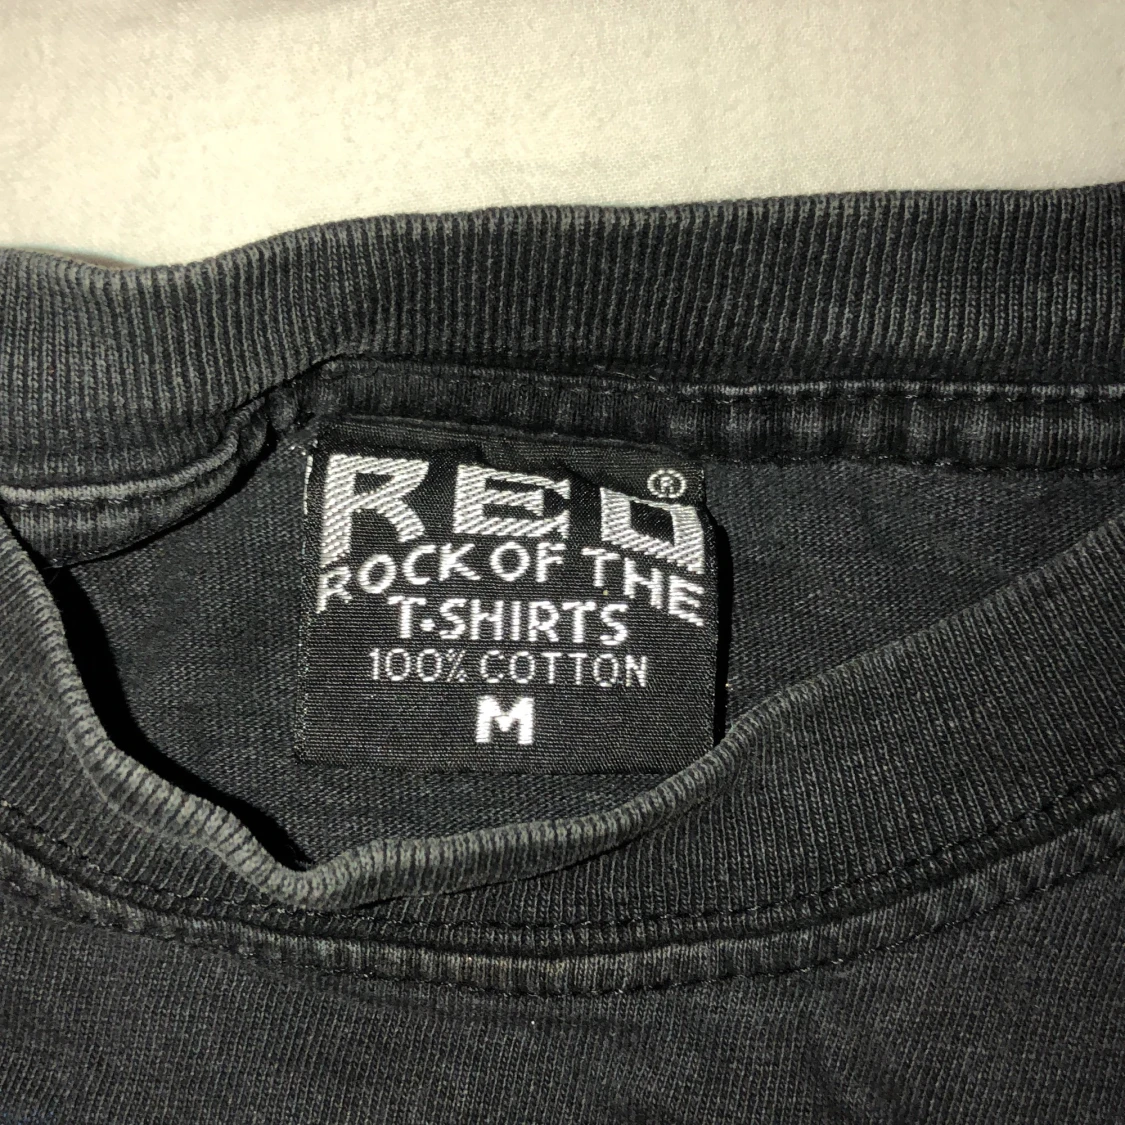 RED®
ROCK OF THE
T-SHIRTS
100% COTTON
M